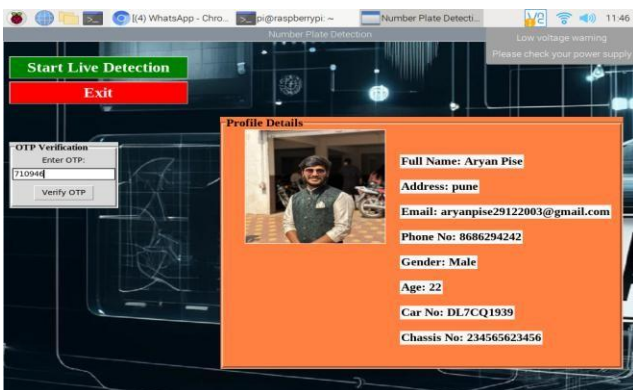 [(4) WhatsApp - Chro...
pi@raspberrypi: ~
Number Plate Detecti...
11:46
Number Plate Detection
Low voltage warning
Please check your power supply
Start Live Detection
Exit
OTP Verification
Enter OTP:
710946
Verify OTP
Profile Details
Full Name: Aryan Pise
Address: pune
Email: aryanpise29122003@gmail.com
Phone No: 8686294242
Gender: Male
Age: 22
Car No: DL7CQ1939
Chassis No: 234565623456